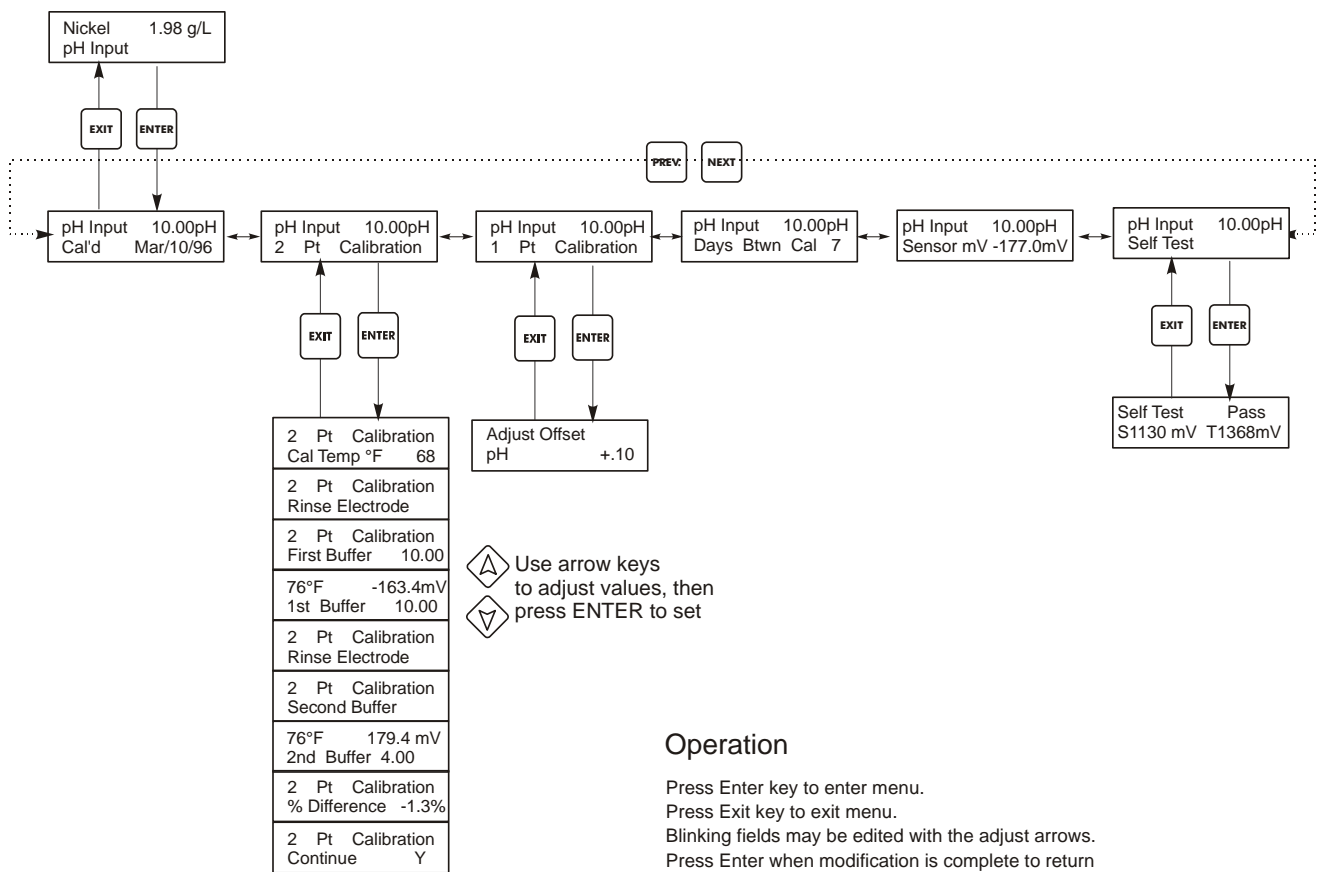 Nickel 1.98 g/L
pH Input
EXIT
ENTER
PREV.
NEXT
pH Input 10.00pH
Cal'd Mar/10/96
pH Input 10.00pH
2 Pt Calibration
pH Input 10.00pH
1 Pt Calibration
pH Input 10.00pH
Days Btwn Cal 7
pH Input 10.00pH
Sensor mV -177.0mV
pH Input 10.00pH
Self Test
EXIT
ENTER
EXIT
ENTER
EXIT
ENTER
2 Pt Calibration
Cal Temp °F 68
2 Pt Calibration
Rinse Electrode
2 Pt Calibration
First Buffer 10.00
76°F -163.4mV
1st Buffer 10.00
2 Pt Calibration
Rinse Electrode
2 Pt Calibration
Second Buffer
76°F 179.4 mV
2nd Buffer 4.00
2 Pt Calibration
% Difference -1.3%
2 Pt Calibration
Continue Y
Adjust Offset
pH +.10
Self Test Pass
S1130 mV T1368mV
Use arrow keys
to adjust values, then
press ENTER to set
Operation
Press Enter key to enter menu.
Press Exit key to exit menu.
Blinking fields may be edited with the adjust arrows.
Press Enter when modification is complete to return